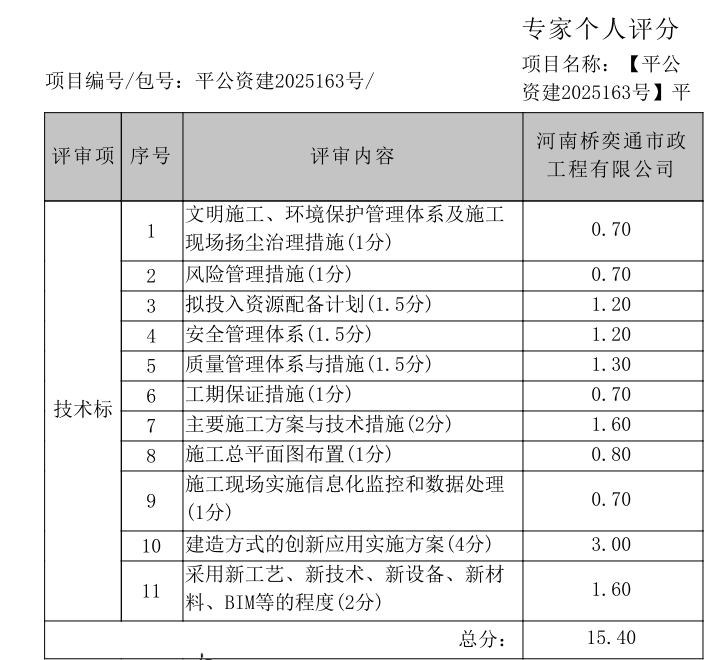 专家个人评分
项目编号/包号: 平公资建2025163号/
项目名称: 【平公
资建2025163号】平
评审项 序号 评审内容 河南桥奕通市政
工程有限公司
技术标
1 文明施工、环境保护管理体系及施工
现场扬尘治理措施(1分) 0.70
2 风险管理措施(1分) 0.70
3 拟投入资源配备计划(1.5分) 1.20
4 安全管理体系(1.5分) 1.20
5 质量管理体系与措施(1.5分) 1.30
6 工期保证措施(1分) 0.70
7 主要施工方案与技术措施(2分) 1.60
8 施工总平面图布置(1分) 0.80
9 施工现场实施信息化监控和数据处理
(1分) 0.70
10 建造方式的创新应用实施方案(4分) 3.00
11 采用新工艺、新技术、新设备、新材
料、BIM等的程度(2分) 1.60
总分: 15.40